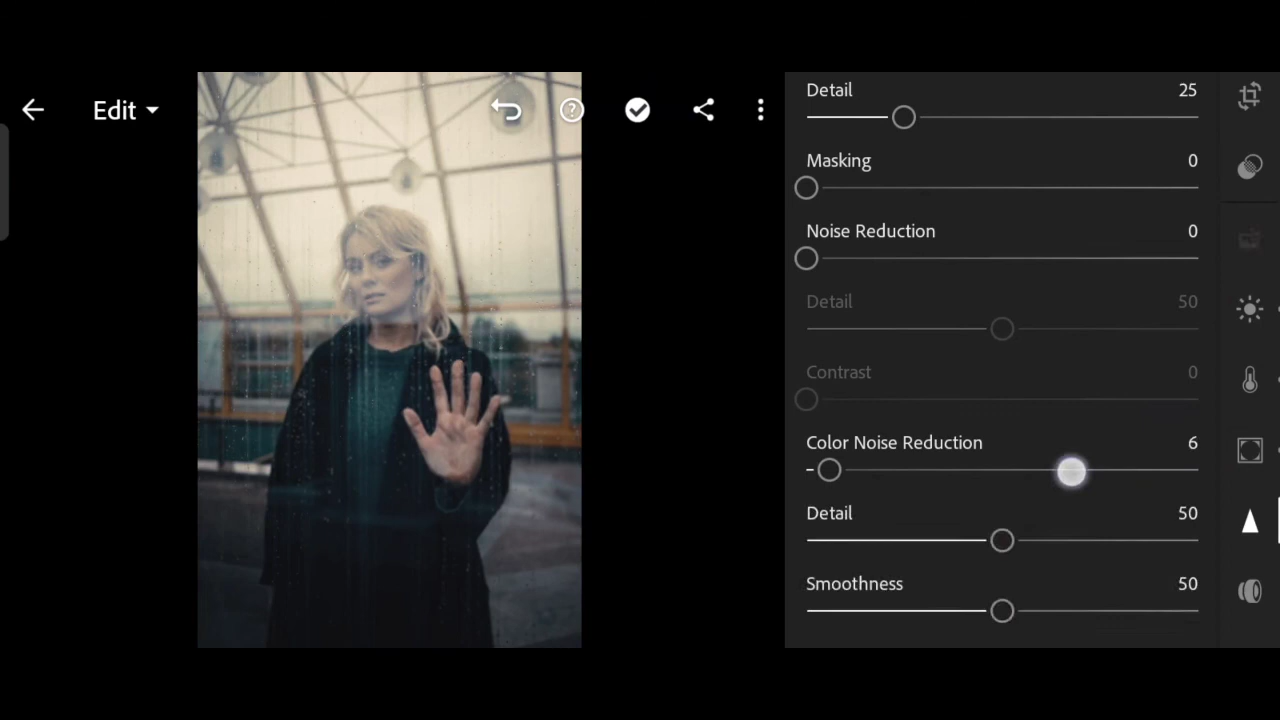 Edit
?
Detail 25
Masking 0
Noise Reduction 0
Detail 50
Contrast 0
Color Noise Reduction 6
Detail 50
Smoothness 50